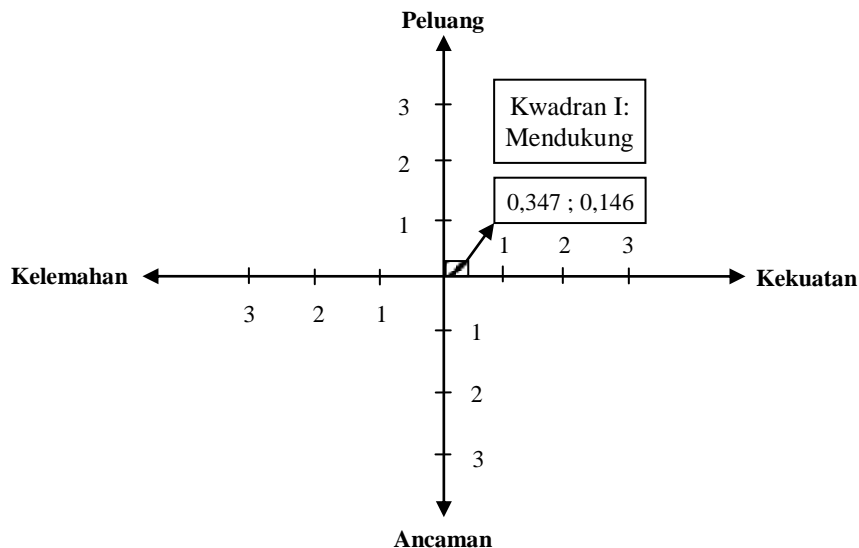 Peluang
3
Kwadran I:
Mendukung
2
0,347 ; 0,146
1
1 2 3
Kelemahan
Kekuatan
3 2 1
1
2
3
Ancaman